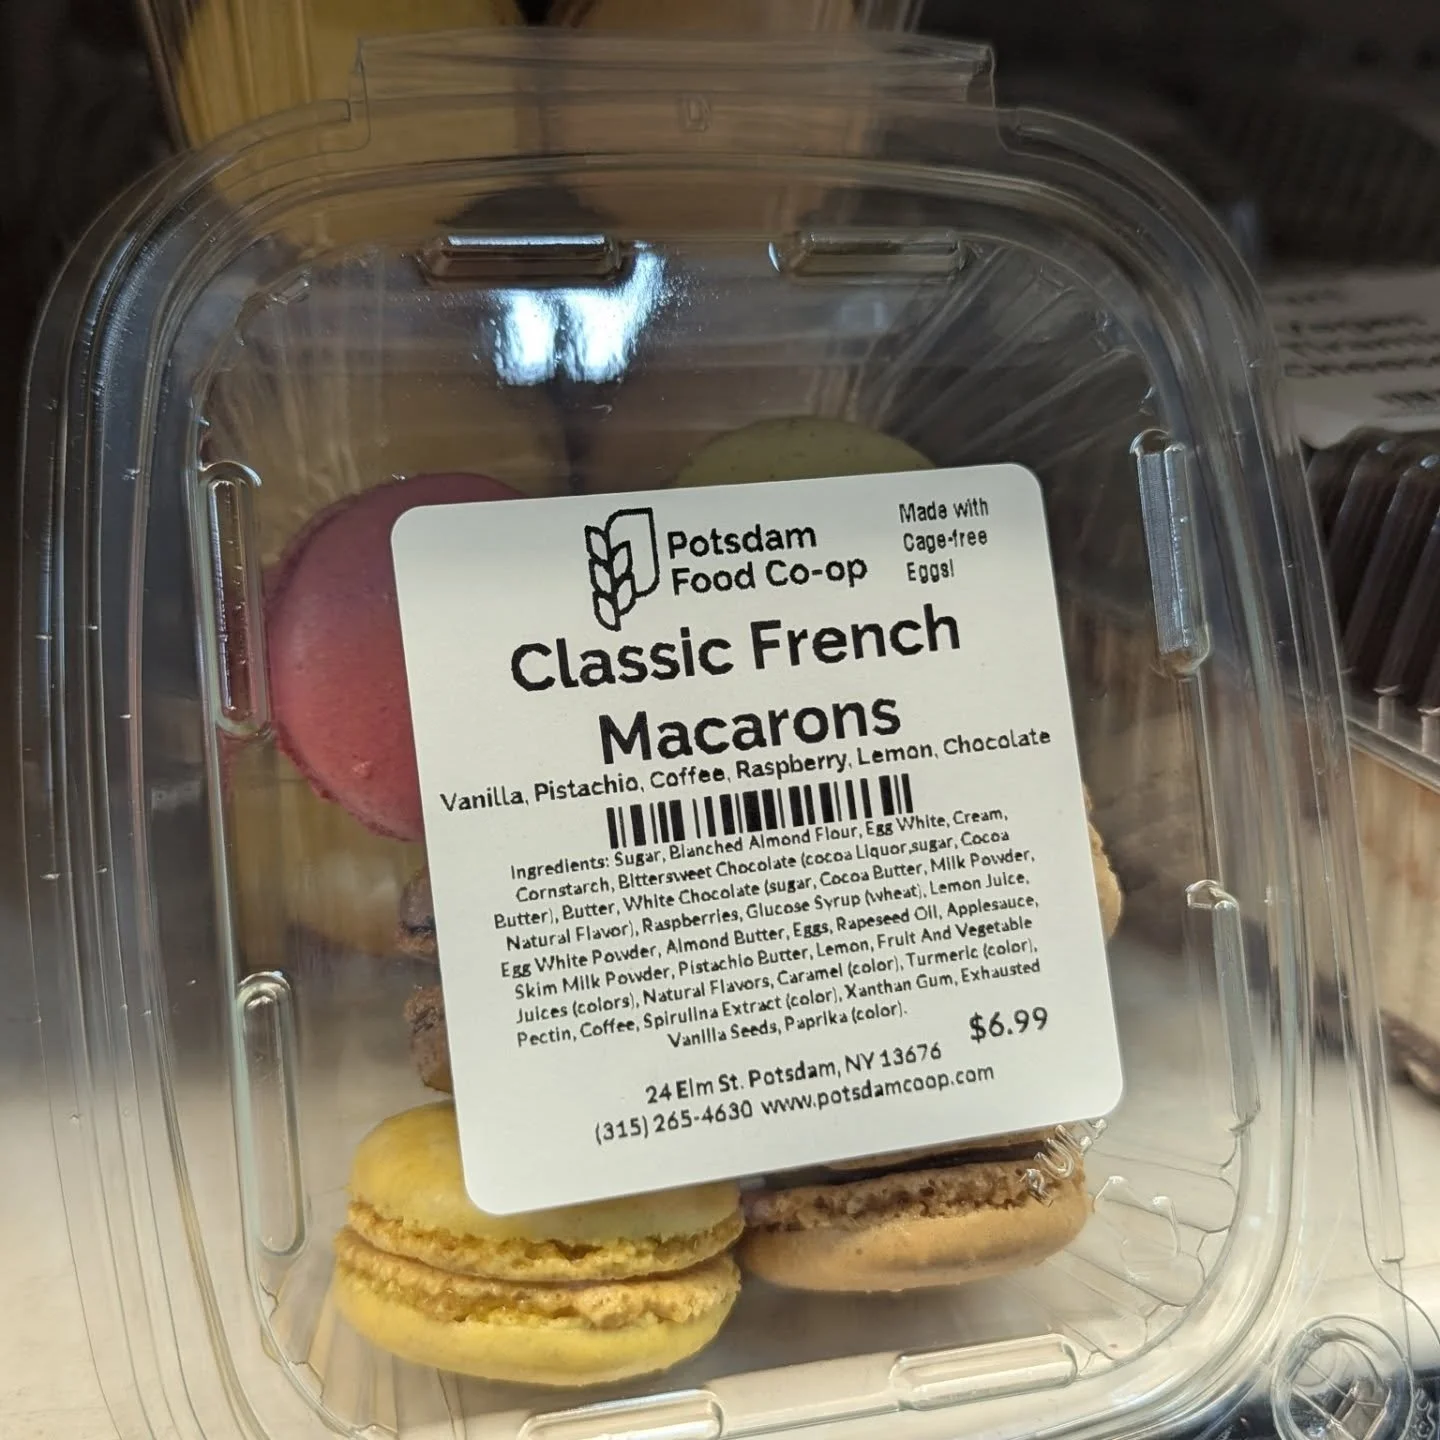 Potsdam
Food Co-op
Made with
Cage-free
Eggs!
Classic French
Macarons
Vanilla, Pistachio, Coffee, Raspberry, Lemon, Chocolate
Ingredients: Sugar, Blanched Almond Flour, Egg White, Cream,
Cornstarch, Bittersweet Chocolate (cocoa Liquor,sugar, Cocoa
Butter), Butter, White Chocolate (sugar, Cocoa Butter, Milk Powder,
Natural Flavor), Raspberries, Glucose Syrup (wheat), Lemon Juice,
Egg White Powder, Almond Butter, Eggs, Rapeseed Oil, Applesauce,
Skim Milk Powder, Pistachio Butter, Lemon, Fruit And Vegetable
Juices (colors), Natural Flavors, Caramel (color), Turmeric (color),
Pectin, Coffee, Spirulina Extract (color), Xanthan Gum, Exhausted
Vanilla Seeds, Paprika (color).
$6.99
24 Elm St. Potsdam, NY 13676
(315) 265-4630 www.potsdamcoop.com